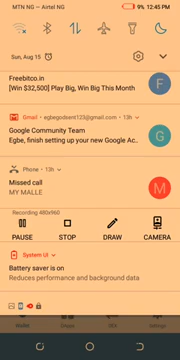 MTN NG — Airtel NG 9% 12:45 PM
Sun, Aug 15
Freebitco.in
[Win $32,500] Play Big, Win Big This Month
F
Gmail • egbegodsent123@gmail.com • 13h
Google Community Team
Egbe, finish setting up your new Google Ac..
G
Phone • 13h
Missed call
MY MALLE
M
Recording 480x960
PAUSE STOP DRAW CAMERA
System UI
Battery saver is on
Reduces performance and background data
Wallet DEX Settings